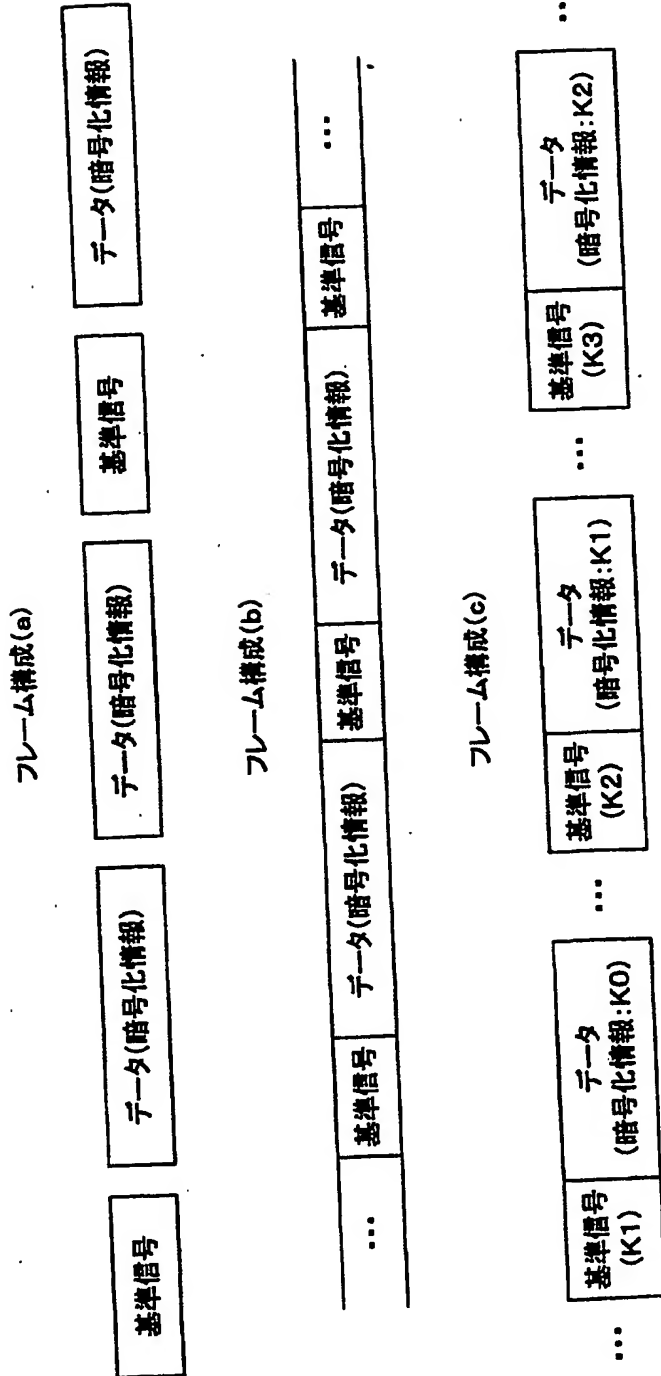 フレーム構成(a)
基準信号 データ(暗号化情報) データ(暗号化情報) 基準信号 データ(暗号化情報)
フレーム構成(b)
… 基準信号 データ(暗号化情報) 基準信号 データ(暗号化情報) 基準信号 …
フレーム構成(c)
… 基準信号 データ … 基準信号 データ … 基準信号 データ …
(K1) (暗号化情報:K0) (K2) (暗号化情報:K1) (K3) (暗号化情報:K2)